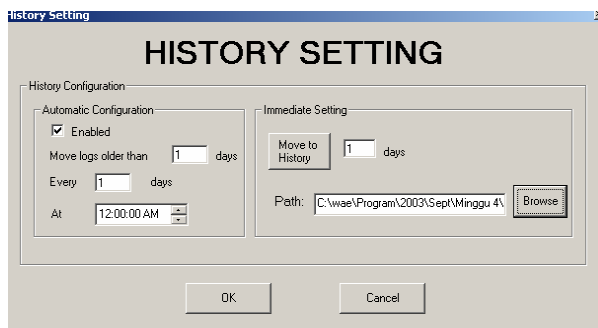 History Setting
HISTORY SETTING
History Configuration
Automatic Configuration
Enabled
Move logs older than 1 days
Every 1 days
At 12:00:00 AM
Immediate Setting
Move to
History
1 days
Path: C:\wae\Program\2003\Sept\Minggu 4\
Browse
OK
Cancel